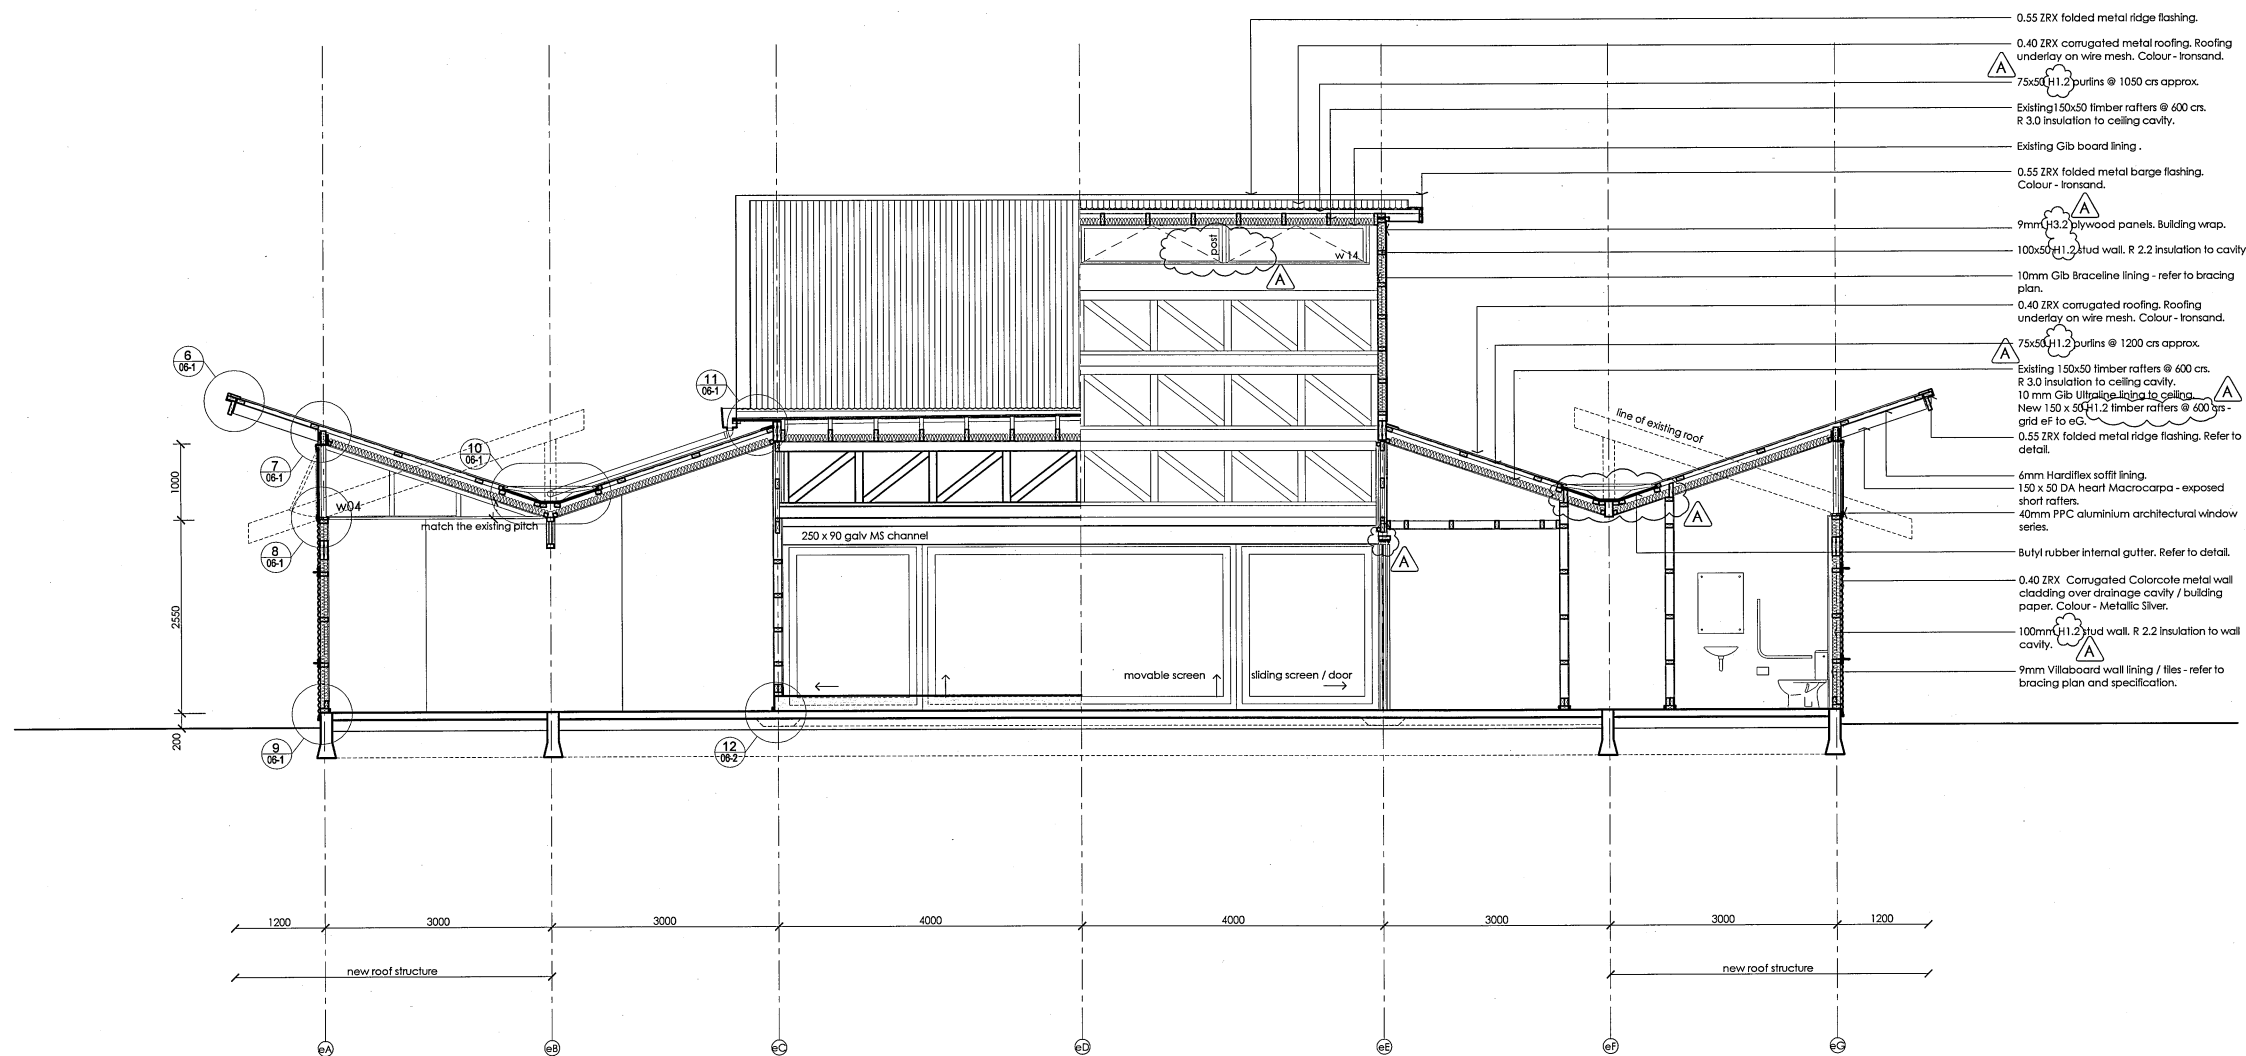 0.55 ZRX folded metal ridge flashing.
0.40 ZRX corrugated metal roofing. Roofing
underlay on wire mesh. Colour - Ironsand.
A
75x50 H1.2 purlins @ 1050 crs approx.
Existing150x50 timber rafters @ 600 crs.
R 3.0 insulation to ceiling cavity.
Existing Gib board lining .
0.55 ZRX folded metal barge flashing.
Colour - Ironsand.
A
9mm H3.2 plywood panels. Building wrap.
100x50 H1.2 stud wall. R 2.2 insulation to cavity
10mm Gib Braceline lining - refer to bracing
plan.
0.40 ZRX corrugated roofing. Roofing
underlay on wire mesh. Colour - Ironsand.
75x50 H1.2 purlins @ 1200 crs approx.
A
Existing 150x50 timber rafters @ 600 crs.
R 3.0 insulation to ceiling cavity.
A
10 mm Gib Ultraline lining to ceiling.
New 150 x 50 H1.2 timber rafters @ 600 crs -
grid eF to eG.
0.55 ZRX folded metal ridge flashing. Refer to
detail.
6mm Hardiflex soffit lining.
150 x 50 DA heart Macrocarpa - exposed
short rafters.
40mm PPC aluminium architectural window
series.
Butyl rubber internal gutter. Refer to detail.
0.40 ZRX Corrugated Colorcote metal wall
cladding over drainage cavity / building
paper. Colour - Metallic Silver.
100mm H1.2 stud wall. R 2.2 insulation to wall
cavity.
A
9mm Villaboard wall lining / tiles - refer to
bracing plan and specification.
post
w 14
A
6
06-1
11
06-1
10
06-1
7
06-1
line of existing roof
1000
w 04
match the existing pitch
A
250 x 90 galv MS channel
8
06-1
A
2550
movable screen
sliding screen / door
200
9
06-1
12
06-2
1200
3000
3000
4000
4000
3000
3000
1200
new roof structure
new roof structure
eA
eB
eC
eD
eE
eF
eG